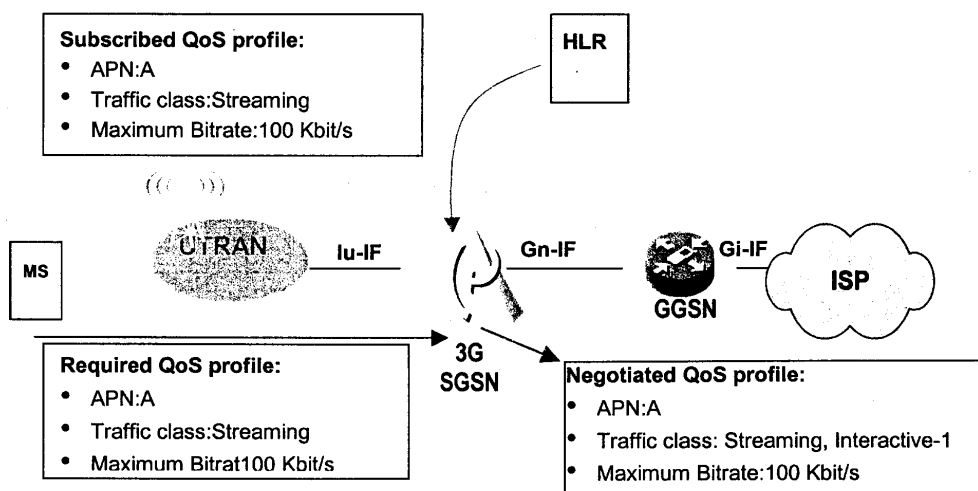 Subscribed QoS profile:
• APN:A
• Traffic class:Streaming
• Maximum Bitrate:100 Kbit/s
HLR
MS
UTRAN
Iu-IF
Gn-IF
Gi-IF
GGSN
ISP
3G
SGSN
Required QoS profile:
• APN:A
• Traffic class:Streaming
• Maximum Bitrat100 Kbit/s
Negotiated QoS profile:
• APN:A
• Traffic class: Streaming, Interactive-1
• Maximum Bitrate:100 Kbit/s